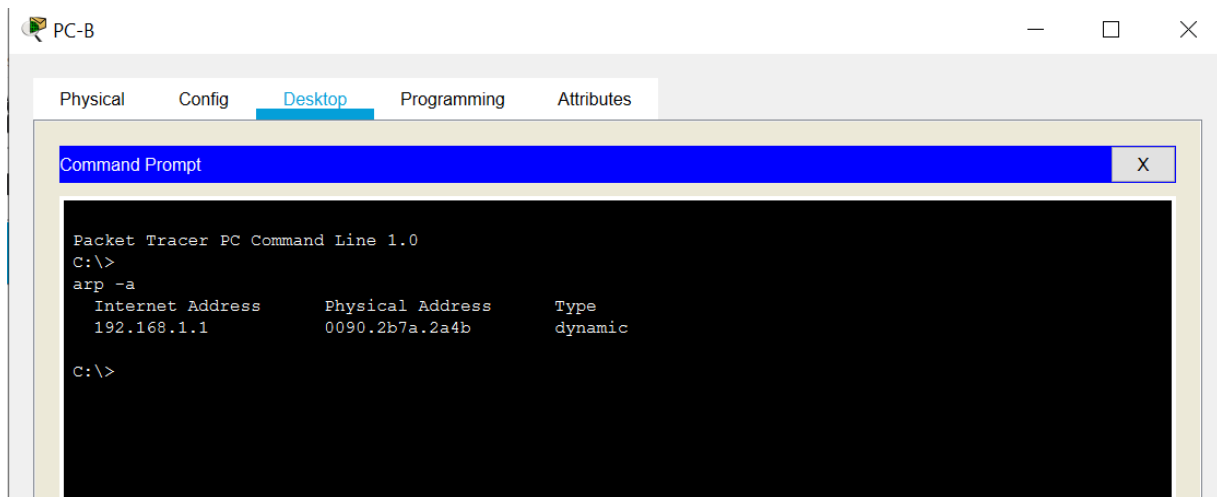 PC-B
Physical Config Desktop Programming Attributes
Command Prompt X
Packet Tracer PC Command Line 1.0
C:\>
arp -a
Internet Address Physical Address Type
192.168.1.1 0090.2b7a.2a4b dynamic
C:\>